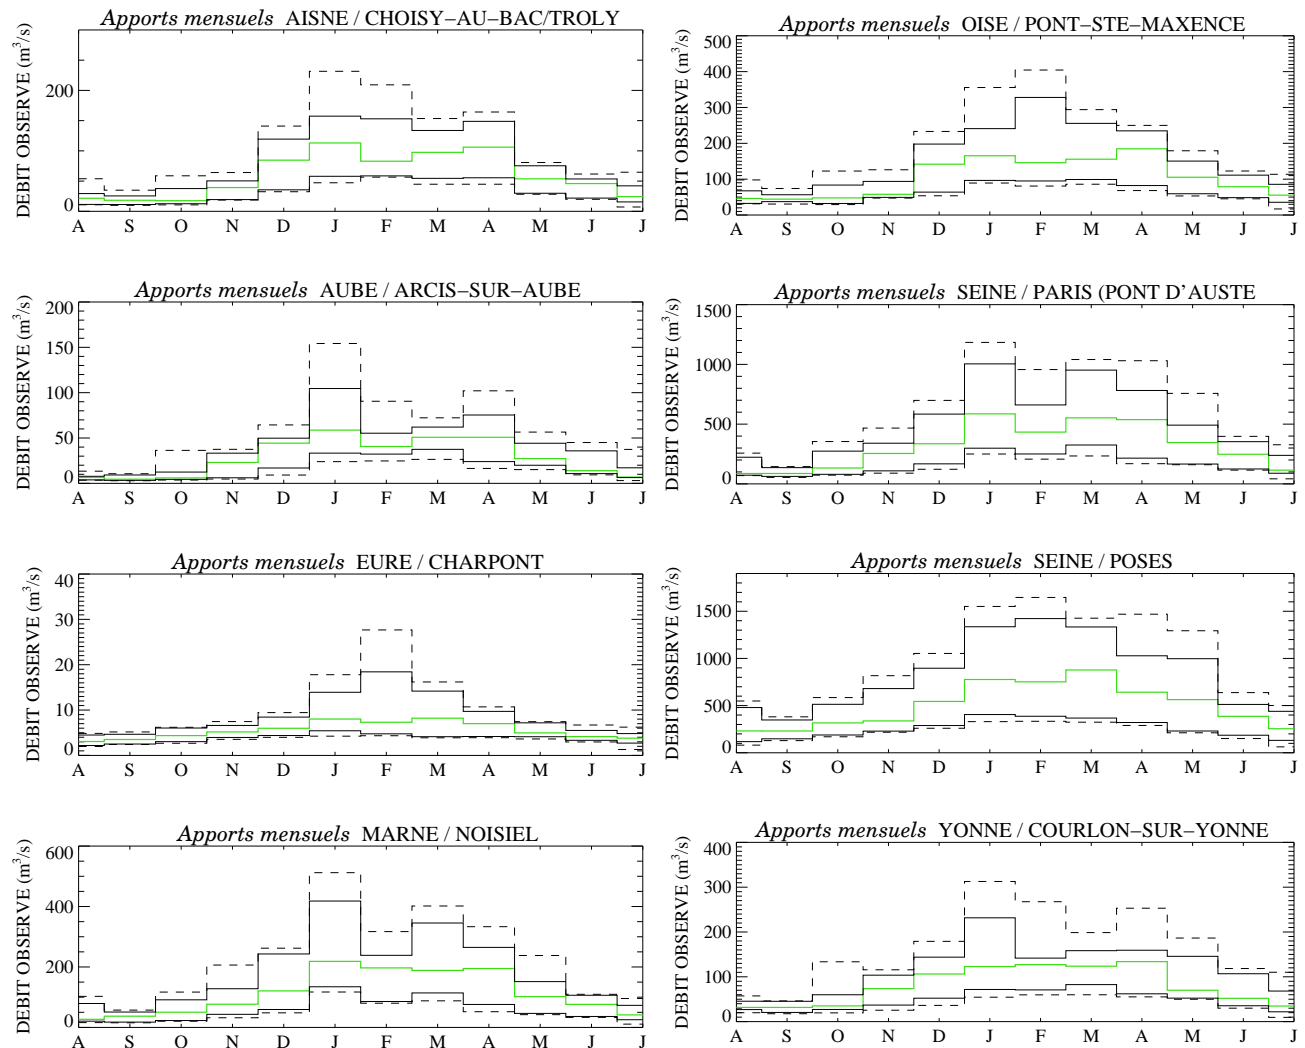 Apports mensuels AISNE / CHOISY–AU–BAC/TROLY
DEBIT OBSERVE (m³/s)
200
0
A S O N D J F M A M J J
Apports mensuels OISE / PONT–STE–MAXENCE
DEBIT OBSERVE (m³/s)
500
400
300
200
100
0
A S O N D J F M A M J J
Apports mensuels AUBE / ARCIS–SUR–AUBE
DEBIT OBSERVE (m³/s)
200
150
100
50
0
A S O N D J F M A M J J
Apports mensuels SEINE / PARIS (PONT D'AUSTE
DEBIT OBSERVE (m³/s)
1500
1000
500
0
A S O N D J F M A M J J
Apports mensuels EURE / CHARPONT
DEBIT OBSERVE (m³/s)
40
30
20
10
0
A S O N D J F M A M J J
Apports mensuels SEINE / POSES
DEBIT OBSERVE (m³/s)
1500
1000
500
0
A S O N D J F M A M J J
Apports mensuels MARNE / NOISIEL
DEBIT OBSERVE (m³/s)
600
400
200
0
A S O N D J F M A M J J
Apports mensuels YONNE / COURLON–SUR–YONNE
DEBIT OBSERVE (m³/s)
400
300
200
100
0
A S O N D J F M A M J J